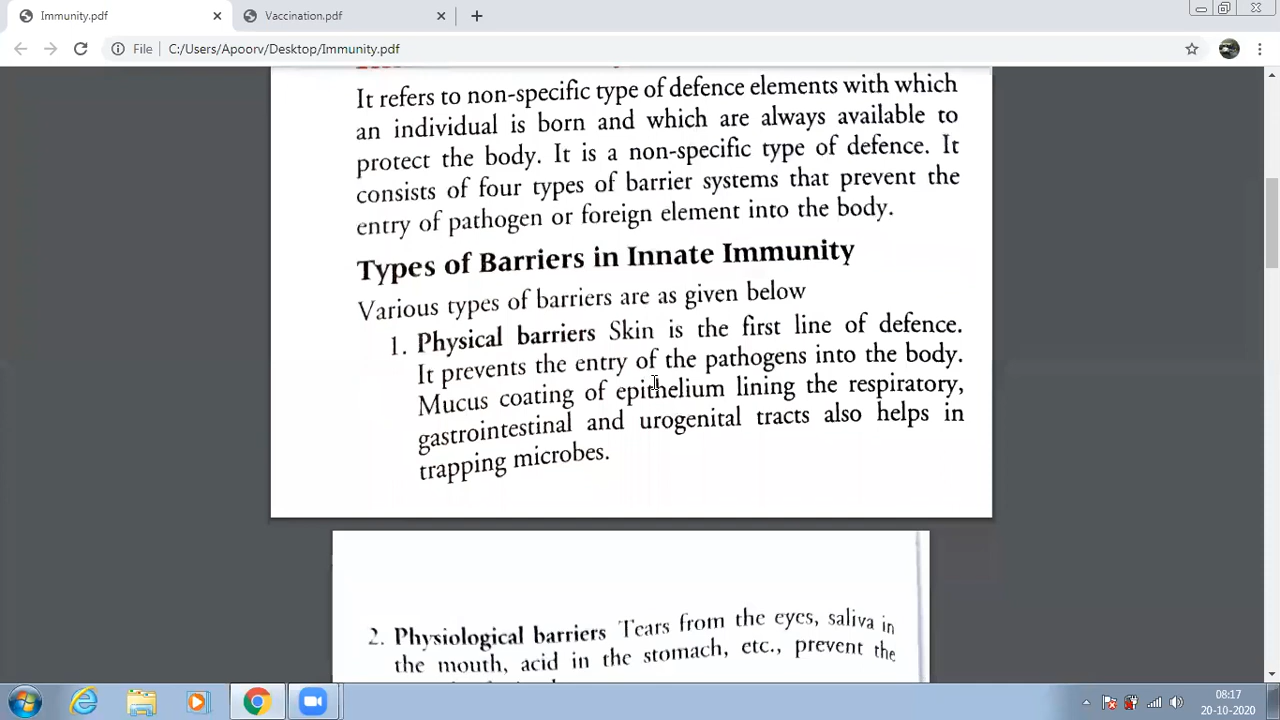 Immunity.pdf
Vaccination.pdf
File C:/Users/Apoorv/Desktop/Immunity.pdf
It refers to non-specific type of defence elements with which
an individual is born and which are always available to
protect the body. It is a non-specific type of defence. It
consists of four types of barrier systems that prevent the
entry of pathogen or foreign element into the body.
Types of Barriers in Innate Immunity
Various types of barriers are as given below
1. Physical barriers Skin is the first line of defence.
It prevents the entry of the pathogens into the body.
Mucus coating of epithelium lining the respiratory,
gastrointestinal and urogenital tracts also helps in
trapping microbes.
2. Physiological barriers Tears from the eyes, saliva in
the mouth, acid in the stomach, etc., prevent the
08:17
20-10-2020